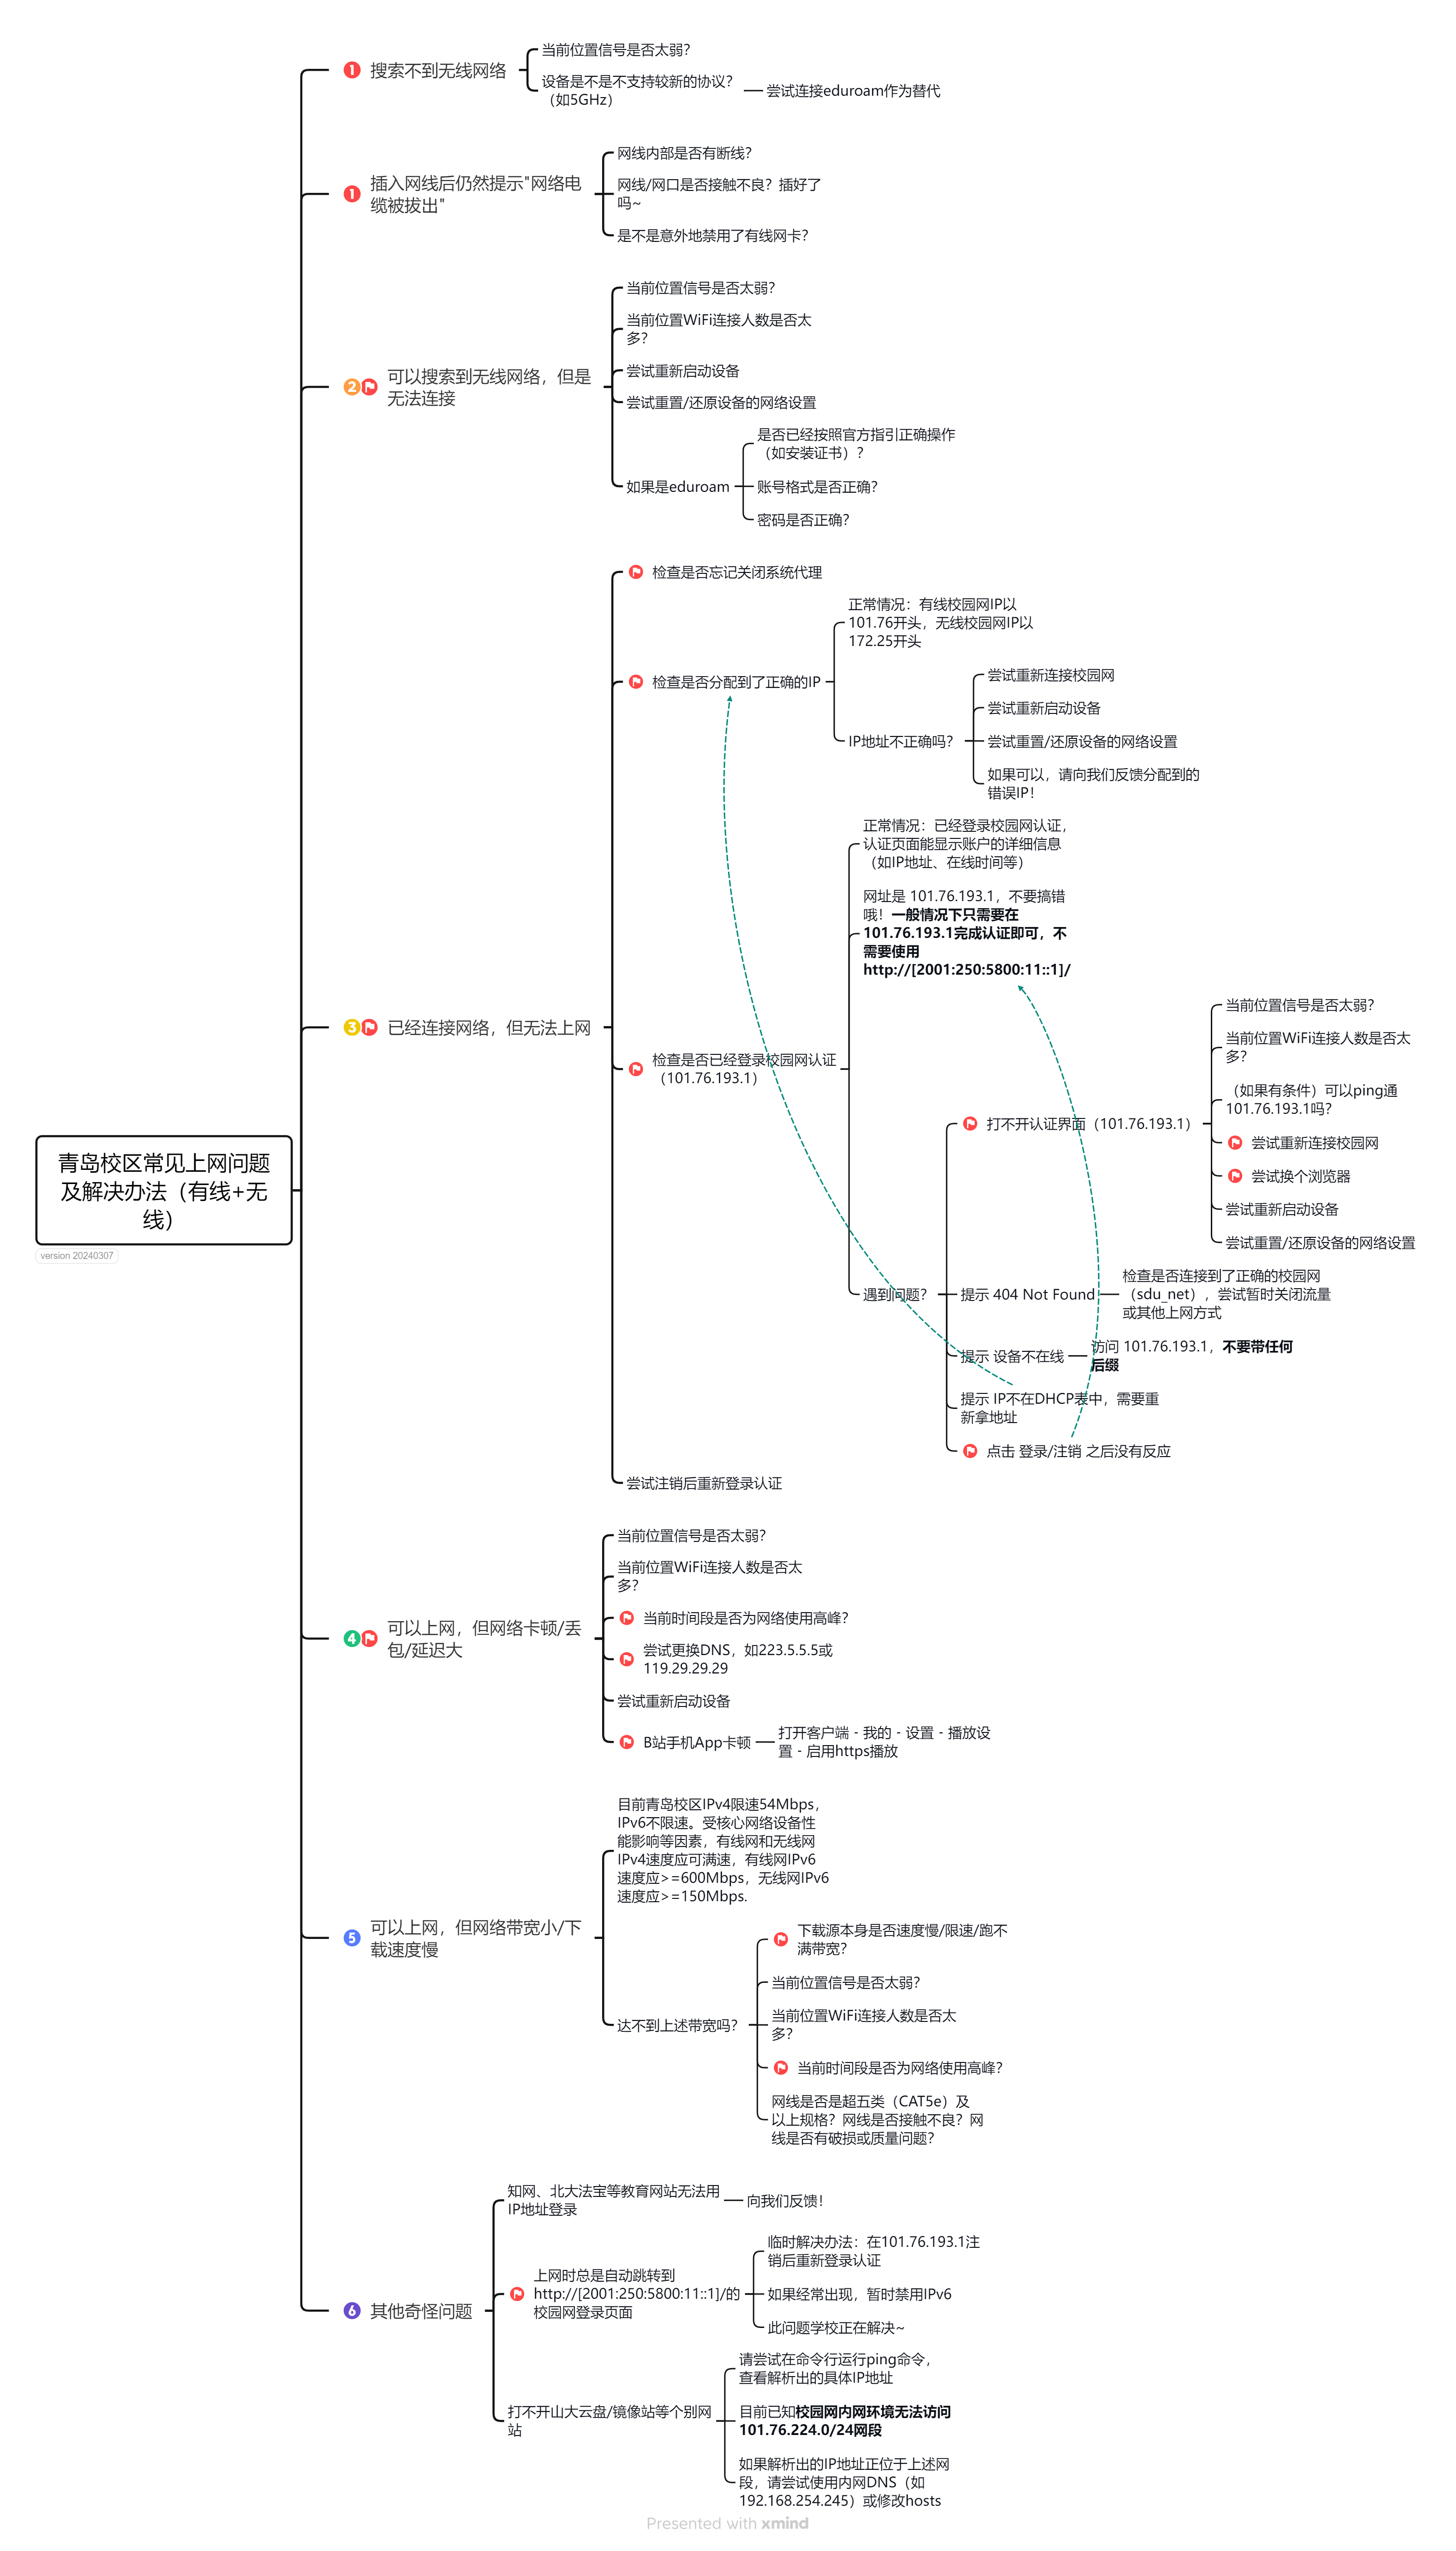 青岛校区常见上网问题
及解决办法（有线+无
线）
version 20240307
1
搜索不到无线网络
当前位置信号是否太弱？
设备是不是不支持较新的协议？
（如5GHz）
尝试连接eduroam作为替代
1
插入网线后仍然提示"网络电
缆被拔出"
网线内部是否有断线？
网线/网口是否接触不良？插好了
吗~
是不是意外地禁用了有线网卡？
2
可以搜索到无线网络，但是
无法连接
当前位置信号是否太弱？
当前位置WiFi连接人数是否太
多？
尝试重新启动设备
尝试重置/还原设备的网络设置
如果是eduroam
是否已经按照官方指引正确操作
（如安装证书）？
账号格式是否正确？
密码是否正确？
3
已经连接网络，但无法上网
检查是否忘记关闭系统代理
检查是否分配到了正确的IP
正常情况：有线校园网IP以
101.76开头，无线校园网IP以
172.25开头
IP地址不正确吗？
尝试重新连接校园网
尝试重新启动设备
尝试重置/还原设备的网络设置
如果可以，请向我们反馈分配到的
错误IP！
检查是否已经登录校园网认证
（101.76.193.1）
正常情况：已经登录校园网认证，
认证页面能显示账户的详细信息
（如IP地址、在线时间等）
网址是 101.76.193.1，不要搞错
哦！一般情况下只需要在
101.76.193.1完成认证即可，不
需要使用
http://[2001:250:5800:11::1]/
遇到问题？
打不开认证界面（101.76.193.1）
当前位置信号是否太弱？
当前位置WiFi连接人数是否太
多？
（如果有条件）可以ping通
101.76.193.1吗？
尝试重新连接校园网
尝试换个浏览器
尝试重新启动设备
尝试重置/还原设备的网络设置
提示 404 Not Found
检查是否连接到了正确的校园网
（sdu_net），尝试暂时关闭流量
或其他上网方式
提示 设备不在线
访问 101.76.193.1，不要带任何
后缀
提示 IP不在DHCP表中，需要重
新拿地址
点击 登录/注销 之后没有反应
尝试注销后重新登录认证
4
可以上网，但网络卡顿/丢
包/延迟大
当前位置信号是否太弱？
当前位置WiFi连接人数是否太
多？
当前时间段是否为网络使用高峰？
尝试更换DNS，如223.5.5.5或
119.29.29.29
尝试重新启动设备
B站手机App卡顿
打开客户端 - 我的 - 设置 - 播放设
置 - 启用https播放
5
可以上网，但网络带宽小/下
载速度慢
目前青岛校区IPv4限速54Mbps，
IPv6不限速。受核心网络设备性
能影响等因素，有线网和无线网
IPv4速度应可满速，有线网IPv6
速度应>=600Mbps，无线网IPv6
速度应>=150Mbps.
达不到上述带宽吗？
下载源本身是否速度慢/限速/跑不
满带宽？
当前位置信号是否太弱？
当前位置WiFi连接人数是否太
多？
当前时间段是否为网络使用高峰？
网线是否是超五类（CAT5e）及
以上规格？网线是否接触不良？网
线是否有破损或质量问题？
6
其他奇怪问题
知网、北大法宝等教育网站无法用
IP地址登录
向我们反馈！
上网时总是自动跳转到
http://[2001:250:5800:11::1]/的
校园网登录页面
临时解决办法：在101.76.193.1注
销后重新登录认证
如果经常出现，暂时禁用IPv6
此问题学校正在解决~
打不开山大云盘/镜像站等个别网
站
请尝试在命令行运行ping命令，
查看解析出的具体IP地址
目前已知校园网内网环境无法访问
101.76.224.0/24网段
如果解析出的IP地址正位于上述网
段，请尝试使用内网DNS（如
192.168.254.245）或修改hosts
Presented with xmind